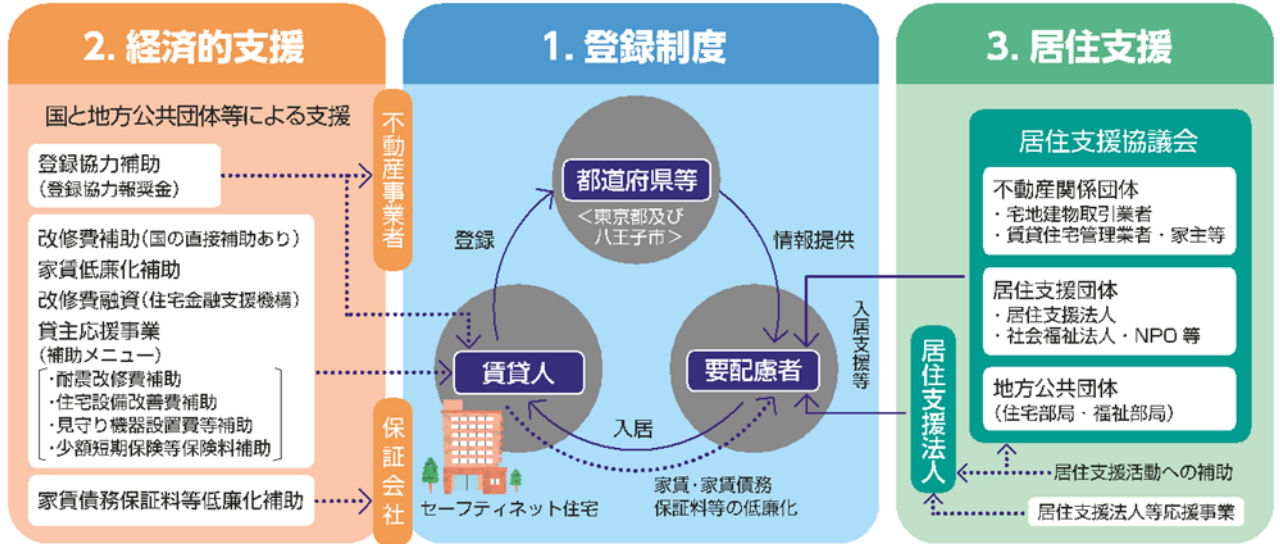 2. 経済的支援
国と地方公共団体等による支援
登録協力補助
(登録協力報奨金)
改修費補助(国の直接補助あり)
家賃低廉化補助
改修費融資(住宅金融支援機構)
貸主応援事業
(補助メニュー)
・耐震改修費補助
・住宅設備改善費補助
・見守り機器設置費等補助
・少額短期保険等保険料補助
家賃債務保証料等低廉化補助
不動産事業者
保証会社
1. 登録制度
都道府県等
<東京都及び
八王子市>
登録
情報提供
賃貸人
要配慮者
入居
セーフティネット住宅
家賃・家賃債務
保証料等の低廉化
入居支援等
3. 居住支援
居住支援協議会
不動産関係団体
・宅地建物取引業者
・賃貸住宅管理業者・家主等
居住支援団体
・居住支援法人
・社会福祉法人・NPO 等
地方公共団体
(住宅部局・福祉部局)
居住支援法人
居住支援活動への補助
居住支援法人等応援事業